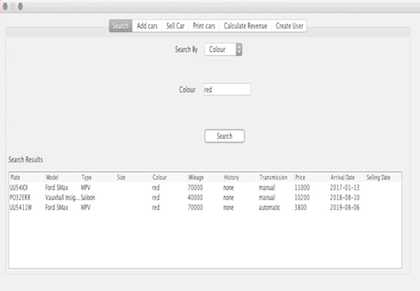 Search Add cars Sell Car Print cars Calculate Revenue Create User
Search By Colour
Colour red
Search
Search Results
Plate Model Type Size Colour Mileage History Transmission Price Arrival Date Selling Date
Ford SMax MPV red 70000 none manual 11000 2017-01-13
PO32ERR Vauxhall Insig... Saloon red 40000 none manual 10200 2018-08-10
Ford SMax MPV red 70000 none automatic 3800 2019-08-06